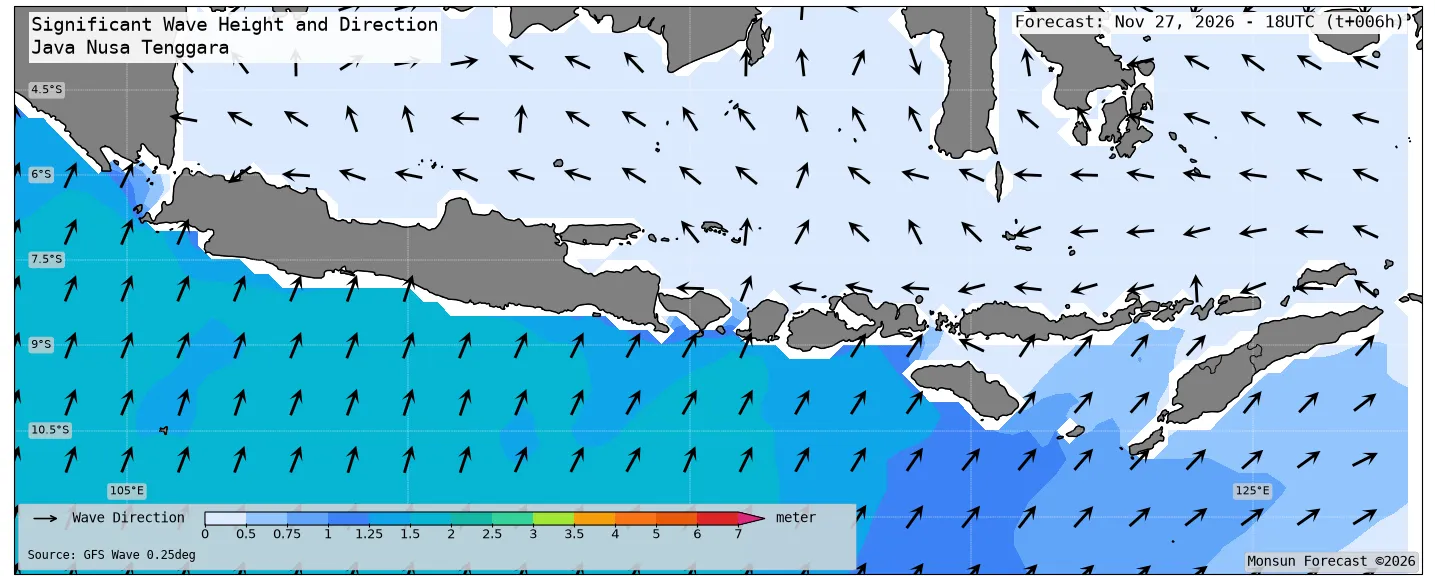 Significant Wave Height and Direction
Java Nusa Tenggara
Forecast: Nov 27, 2026 - 18UTC (t+006h)
4.5°S
6°S
7.5°S
9°S
10.5°S
105°E
125°E
Wave Direction
0 0.5 0.75 1 1.25 1.5 2 2.5 3 3.5 4 5 6 7
meter
Source: GFS Wave 0.25deg
Monsun Forecast ©2026